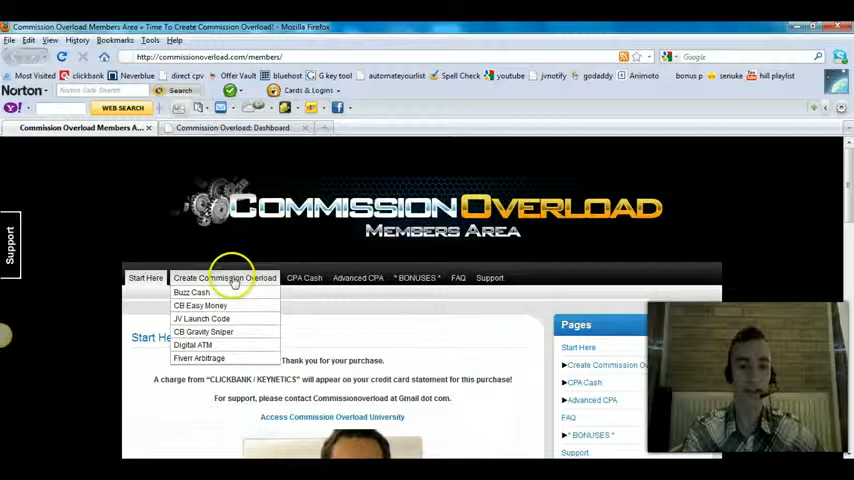 Commission Overload Members Area » Time To Create Commission Overload! - Mozilla Firefox
File Edit View History Bookmarks Tools Help
http://commissionoverload.com/members/
Google
Most Visited clickbank Neverblue direct cpv Offer Vault bluehost G key tool automateyourlist Spell Check youtube jvnotify godaddy Animoto bonus p senuke hill playlist
Norton Norton Safe Search Search Cards & Logins
Y! WEB SEARCH
Commission Overload Members A... Commission Overload: Dashboard
COMMISSION OVERLOAD
MEMBERS AREA
Support
Start Here Create Commission Overload CPA Cash Advanced CPA * BONUSES * FAQ Support
Buzz Cash
CB Easy Money
JV Launch Code
CB Gravity Sniper
Digital ATM
Fiverr Arbitrage
Start Here
Thank you for your purchase.
A charge from “CLICKBANK / KEYNETICS” will appear on your credit card statement for this purchase!
For support, please contact Commissionoverload at Gmail dot com.
Access Commission Overload University
Pages
Start Here
Create Commission Ov
CPA Cash
Advanced CPA
FAQ
* BONUSES *
Support